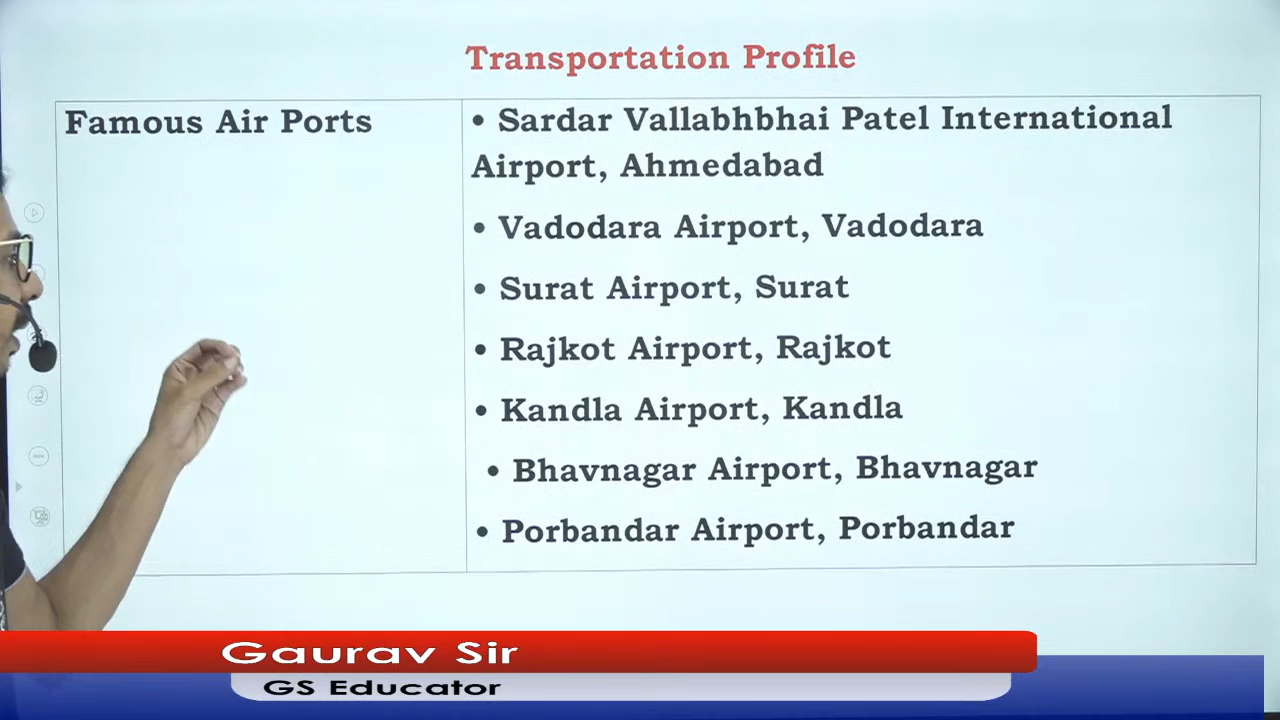 Transportation Profile
Famous Air Ports
• Sardar Vallabhbhai Patel International
Airport, Ahmedabad
• Vadodara Airport, Vadodara
• Surat Airport, Surat
• Rajkot Airport, Rajkot
• Kandla Airport, Kandla
• Bhavnagar Airport, Bhavnagar
• Porbandar Airport, Porbandar
Gaurav Sir
GS Educator